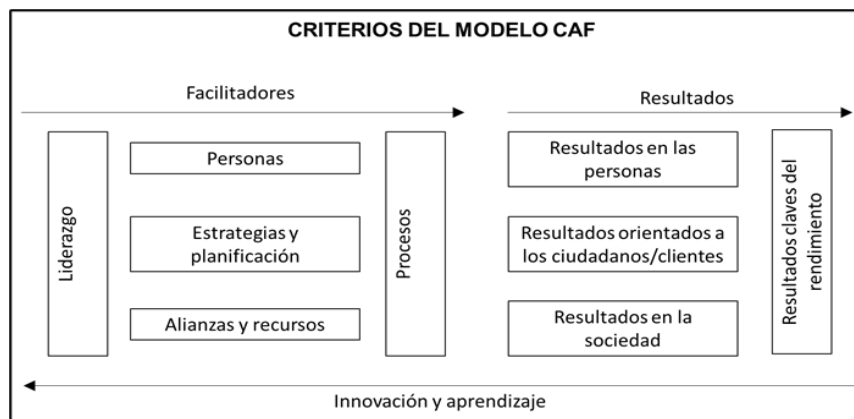 CRITERIOS DEL MODELO CAF
Facilitadores
Resultados
Liderazgo
Personas
Estrategias y
planificación
Alianzas y recursos
Procesos
Resultados en las
personas
Resultados orientados a
los ciudadanos/clientes
Resultados en la
sociedad
Resultados claves del
rendimiento
Innovación y aprendizaje